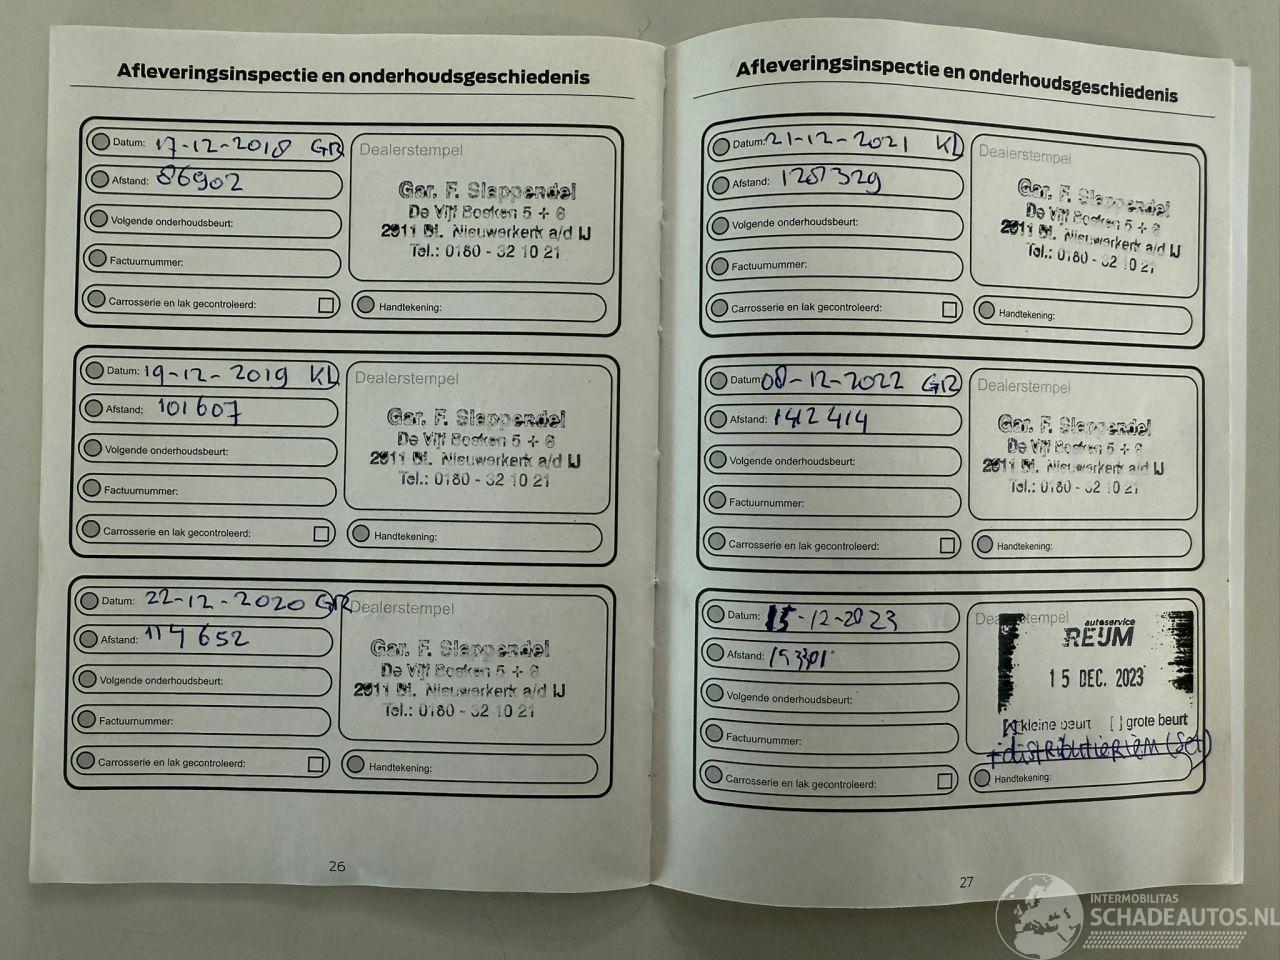 Afleveringsinspectie en onderhoudsgeschiedenis
Datum: 17-12-2018 GR
Afstand: 86902
Volgende onderhoudsbeurt:
Factuurnummer:
Carrosserie en lak gecontroleerd:
Dealerstempel
Gar. F. Slappendel
De Vijf Boeken 5 + 6
2911 BL Nieuwerkerk a/d IJ
Tel.: 0180 - 32 10 21
Handtekening:
Datum: 19-12-2019 KL
Afstand: 101607
Volgende onderhoudsbeurt:
Factuurnummer:
Carrosserie en lak gecontroleerd:
Dealerstempel
Gar. F. Slappendel
De Vijf Boeken 5 + 6
2911 BL Nieuwerkerk a/d IJ
Tel.: 0180 - 32 10 21
Handtekening:
Datum: 22-12-2020 GR
Afstand: 114652
Volgende onderhoudsbeurt:
Factuurnummer:
Carrosserie en lak gecontroleerd:
Dealerstempel
Gar. F. Slappendel
De Vijf Boeken 5 + 6
2911 BL Nieuwerkerk a/d IJ
Tel.: 0180 - 32 10 21
Handtekening:
26
Afleveringsinspectie en onderhoudsgeschiedenis
Datum: 21-12-2021 KL
Afstand: 128329
Volgende onderhoudsbeurt:
Factuurnummer:
Carrosserie en lak gecontroleerd:
Dealerstempel
Gar. F. Slappendel
De Vijf Boeken 5 + 6
2911 BL Nieuwerkerk a/d IJ
Tel.: 0180 - 32 10 21
Handtekening:
Datum: 08-12-2022 GR
Afstand: 142414
Volgende onderhoudsbeurt:
Factuurnummer:
Carrosserie en lak gecontroleerd:
Dealerstempel
Gar. F. Slappendel
De Vijf Boeken 5 + 6
2911 BL Nieuwerkerk a/d IJ
Tel.: 0180 - 32 10 21
Handtekening:
Datum: 15-12-2023
Afstand: 153301
Volgende onderhoudsbeurt:
Factuurnummer:
Carrosserie en lak gecontroleerd:
Dealerstempel
autoservice
REIJM
15 DEC. 2023
[x] kleine beurt [ ] grote beurt
+ distributieriem (set)
Handtekening:
27
INTERMOBILITAS
SCHADEAUTOS.NL